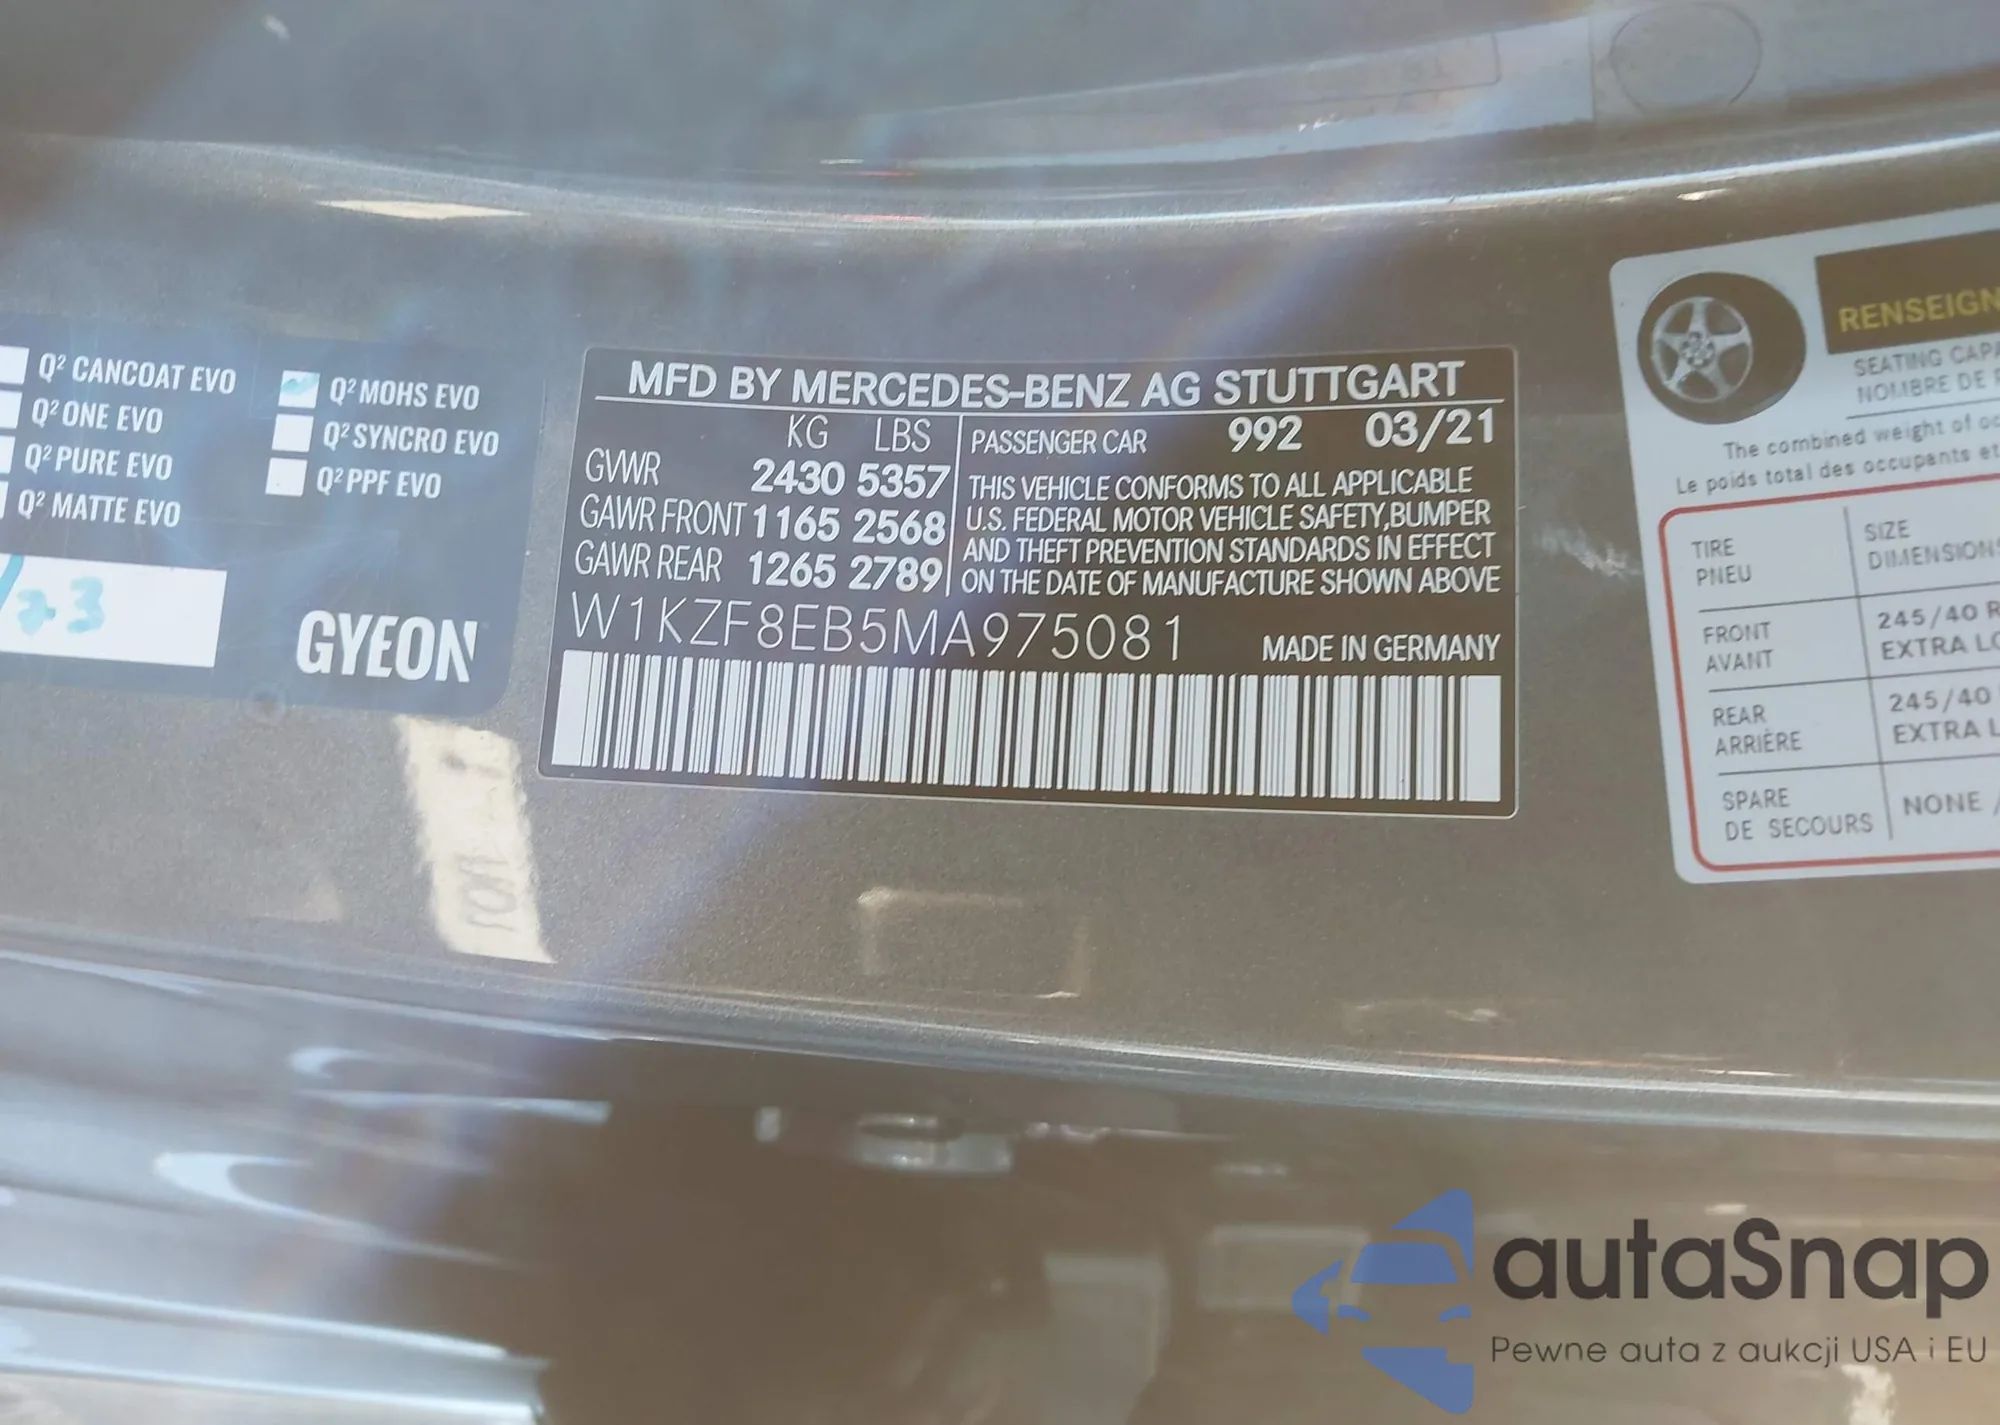 Q² CANCOAT EVO
Q² ONE EVO
Q² PURE EVO
Q² MATTE EVO
Q² MOHS EVO
Q² SYNCRO EVO
Q² PPF EVO
/23
GYEON
MFD BY MERCEDES-BENZ AG STUTTGART
KG LBS
GVWR 2430 5357
GAWR FRONT 1165 2568
GAWR REAR 1265 2789
PASSENGER CAR 992 03/21
THIS VEHICLE CONFORMS TO ALL APPLICABLE
U.S. FEDERAL MOTOR VEHICLE SAFETY,BUMPER
AND THEFT PREVENTION STANDARDS IN EFFECT
ON THE DATE OF MANUFACTURE SHOWN ABOVE
W1KZF8EB5MA975081
MADE IN GERMANY
RENSEIGN
SEATING CAPA
NOMBRE DE
The combined weight of oc
Le poids total des occupants et
TIRE
PNEU
SIZE
DIMENSIONS
FRONT
AVANT
245/40 R
EXTRA LO
REAR
ARRIÈRE
245/40
EXTRA L
SPARE
DE SECOURS
NONE /
autaSnap
Pewne auta z aukcji USA i EU